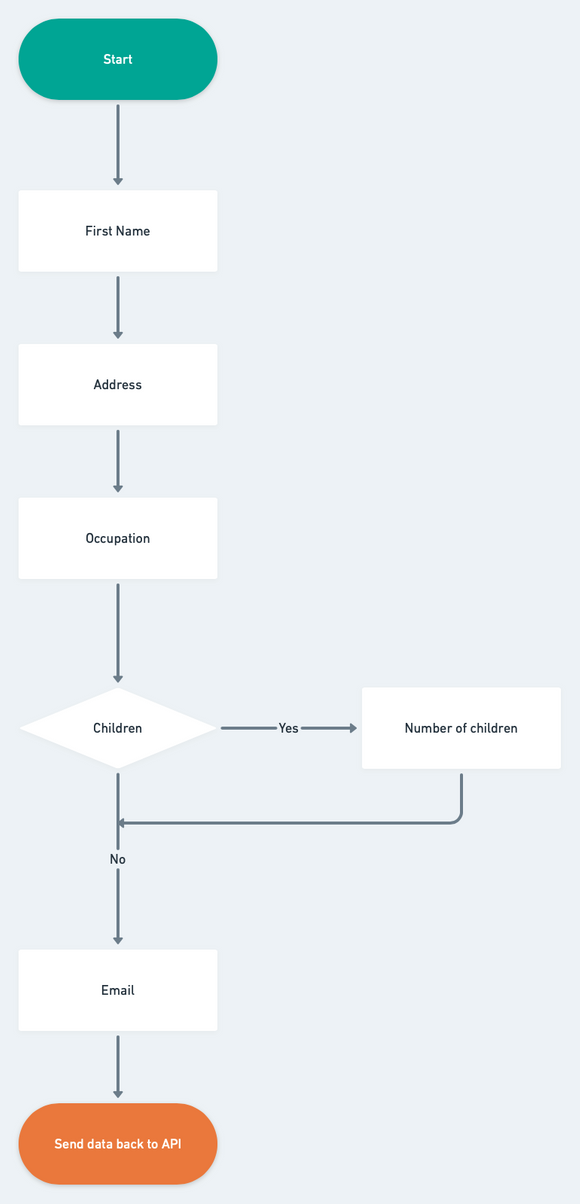 Start
First Name
Address
Occupation
Children
Yes
Number of children
No
Email
Send data back to API